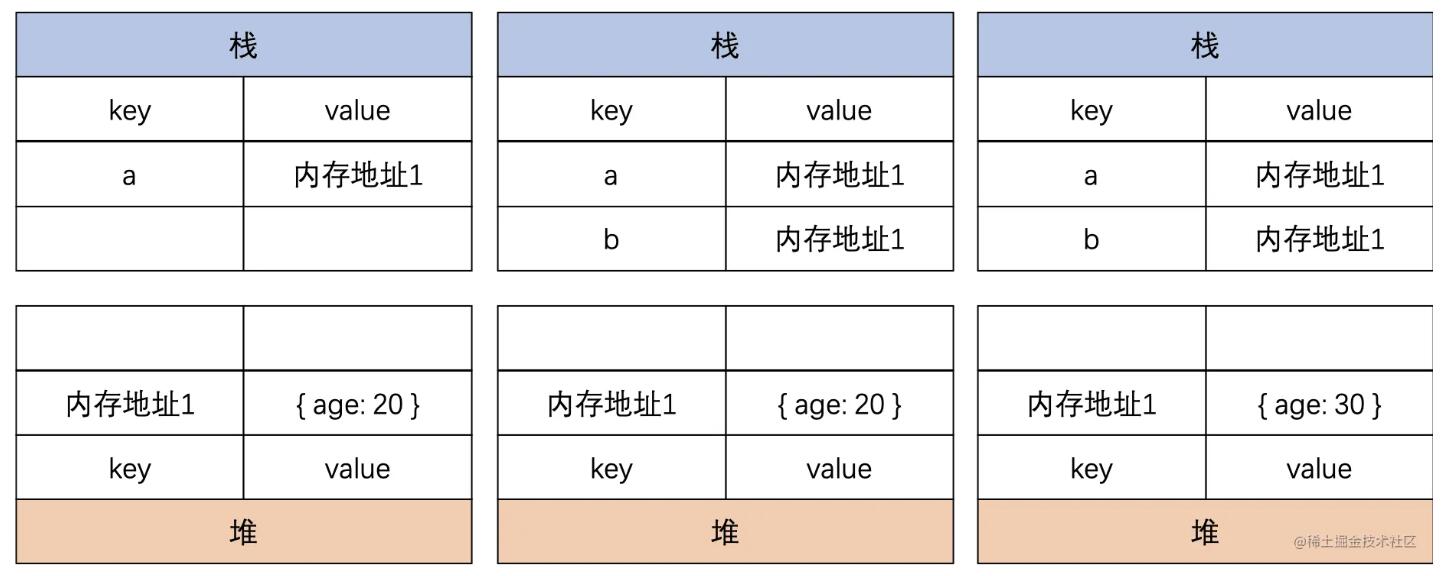 栈 栈 栈
key value key value key value
a 内存地址1 a 内存地址1 a 内存地址1
b 内存地址1 b 内存地址1
内存地址1 { age: 20 } 内存地址1 { age: 20 } 内存地址1 { age: 30 }
key value key value key value
堆 堆 堆
@稀土掘金技术社区